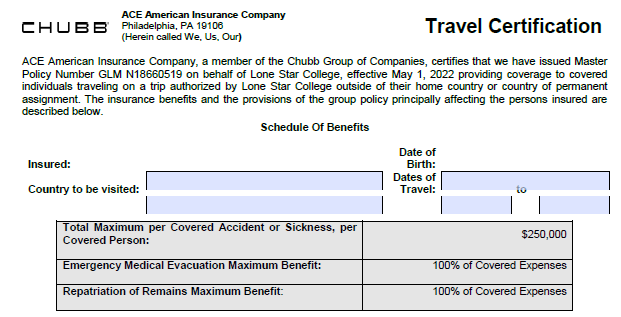 CHUBB
ACE American Insurance Company
Philadelphia, PA 19106
(Herein called We, Us, Our)
Travel Certification
ACE American Insurance Company, a member of the Chubb Group of Companies, certifies that we have issued Master
Policy Number GLM N18660519 on behalf of Lone Star College, effective May 1, 2022 providing coverage to covered
individuals traveling on a trip authorized by Lone Star College outside of their home country or country of permanent
assignment. The insurance benefits and the provisions of the group policy principally affecting the persons insured are
described below.
Schedule Of Benefits
Insured:
Date of
Birth:
Country to be visited:
Dates of
Travel:
to
Total Maximum per Covered Accident or Sickness, per
Covered Person:
$250,000
Emergency Medical Evacuation Maximum Benefit:
100% of Covered Expenses
Repatriation of Remains Maximum Benefit:
100% of Covered Expenses